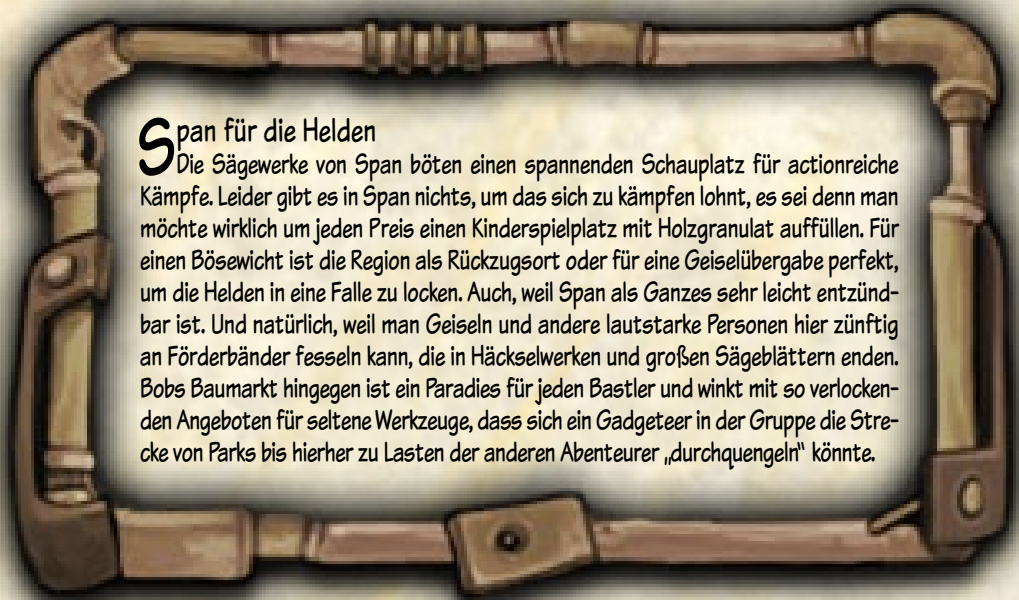 Span für die Helden
Die Sägewerke von Span böten einen spannenden Schauplatz für actionreiche
Kämpfe. Leider gibt es in Span nichts, um das sich zu kämpfen lohnt, es sei denn man
möchte wirklich um jeden Preis einen Kinderspielplatz mit Holzgranulat auffüllen. Für
einen Bösewicht ist die Region als Rückzugsort oder für eine Geiselübergabe perfekt,
um die Helden in eine Falle zu locken. Auch, weil Span als Ganzes sehr leicht entzünd-
bar ist. Und natürlich, weil man Geiseln und andere lautstarke Personen hier zünftig
an Förderbänder fesseln kann, die in Häckselwerken und großen Sägeblättern enden.
Bobs Baumarkt hingegen ist ein Paradies für jeden Bastler und winkt mit so verlocken-
den Angeboten für seltene Werkzeuge, dass sich ein Gadgeteer in der Gruppe die Stre-
cke von Parks bis hierher zu Lasten der anderen Abenteurer „durchquengeln“ könnte.